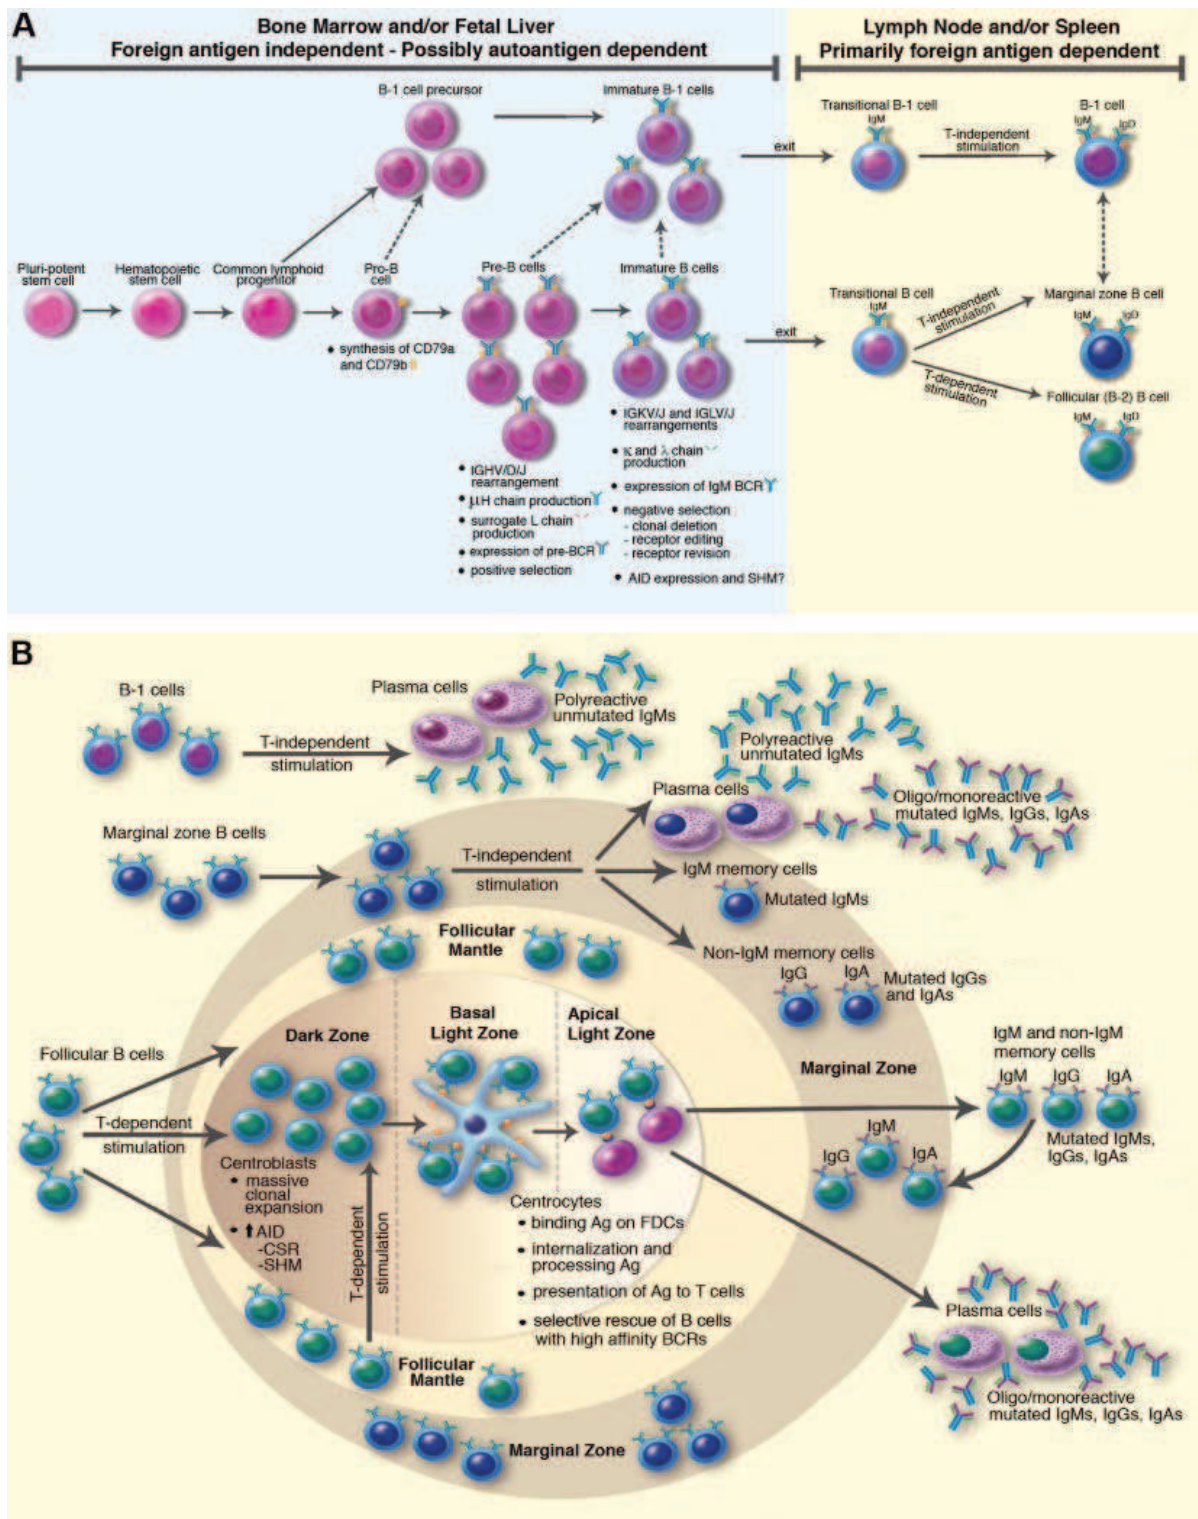 A
Bone Marrow and/or Fetal Liver
Foreign antigen independent - Possibly autoantigen dependent
Lymph Node and/or Spleen
Primarily foreign antigen dependent
B-1 cell precursor
Immature B-1 cells
Transitional B-1 cell
IgM
exit
T-independent
stimulation
B-1 cell
IgM
IgD
Pluri-potent
stem cell
Hematopoietic
stem cell
Common lymphoid
progenitor
Pro-B
cell
Pre-B cells
Immature B cells
• synthesis of CD79a
and CD79b
exit
Transitional B cell
IgM
T-independent
stimulation
T-dependent
stimulation
Marginal zone B cell
IgM
IgD
Follicular (B-2) B cell
IgM
IgD
• IGHV/D/J
rearrangement
• μH chain production
• surrogate L chain
production
• expression of pre-BCR
• positive selection
• IGKV/J and IGLV/J
rearrangements
• κ and λ chain
production
• expression of IgM BCR
• negative selection
- clonal deletion
- receptor editing
- receptor revision
• AID expression and SHM?
B
B-1 cells
T-independent
stimulation
Plasma cells
Polyreactive
unmutated IgMs
Marginal zone B cells
T-independent
stimulation
Plasma cells
Polyreactive
unmutated IgMs
Oligo/monoreactive
mutated IgMs, IgGs, IgAs
IgM memory cells
Mutated IgMs
Non-IgM memory cells
IgG
IgA
Mutated IgGs
and IgAs
Follicular
Mantle
Dark Zone
Basal
Light Zone
Apical
Light Zone
Marginal Zone
Follicular B cells
T-dependent
stimulation
Centroblasts
• massive
clonal
expansion
• ⬆AID
-CSR
-SHM
T-dependent
stimulation
Centrocytes
• binding Ag on FDCs
• internalization and
processing Ag
• presentation of Ag to T cells
• selective rescue of B cells
with high affinity BCRs
IgM and non-IgM
memory cells
IgM
IgG
IgA
Mutated IgMs,
IgGs, IgAs
IgG
IgM
IgA
Plasma cells
Oligo/monoreactive
mutated IgMs, IgGs, IgAs
Follicular
Mantle
Marginal Zone